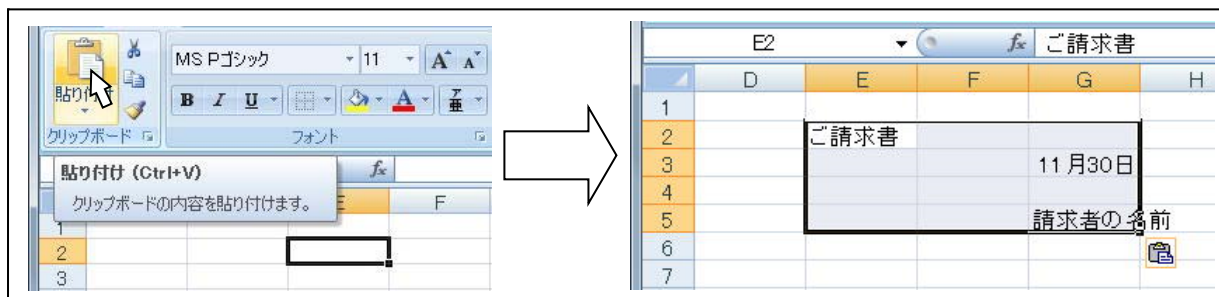 貼り付け
クリップボード
MS Pゴシック 11 A A
B I U A
フォント
貼り付け (Ctrl+V)
クリップボードの内容を貼り付けます。
fx
E F
1
2
3
E2 fx ご請求書
D E F G H
1
2 ご請求書
3 11月30日
4
5 請求者の名前
6
7